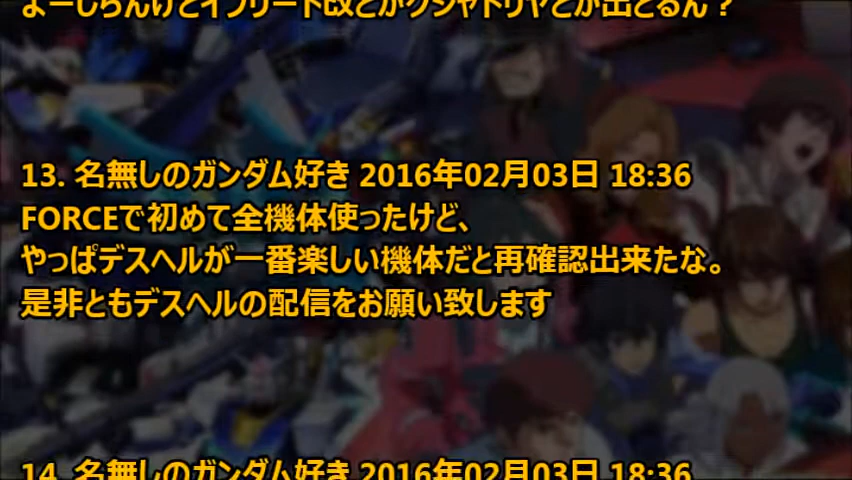 よーしらんけどイフリート改とかクシャトリヤとか出とるん？
13. 名無しのガンダム好き 2016年02月03日 18:36
FORCEで初めて全機体使ったけど、
やっぱデスヘルが一番楽しい機体だと再確認出来たな。
是非ともデスヘルの配信をお願い致します
14. 名無しのガンダム好き 2016年02月03日 18:36